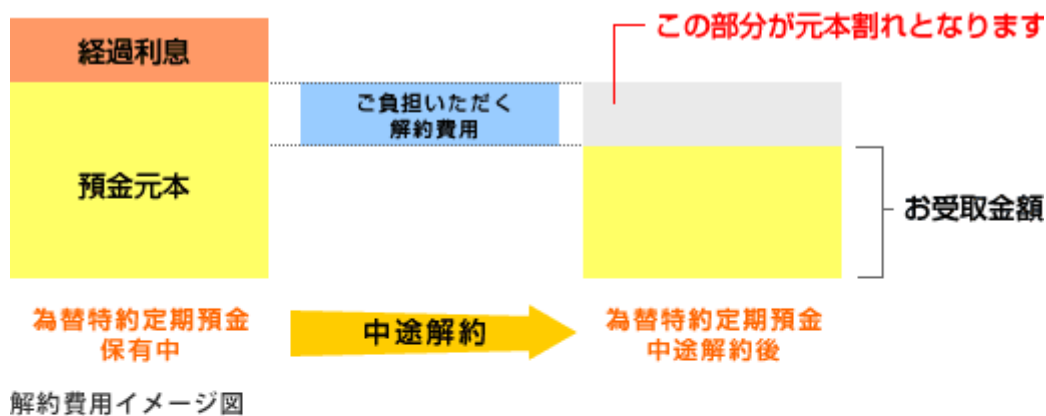 この部分が元本割れとなります
経過利息
ご負担いただく
解約費用
預金元本
お受取金額
為替特約定期預金
保有中
中途解約
為替特約定期預金
中途解約後
解約費用イメージ図